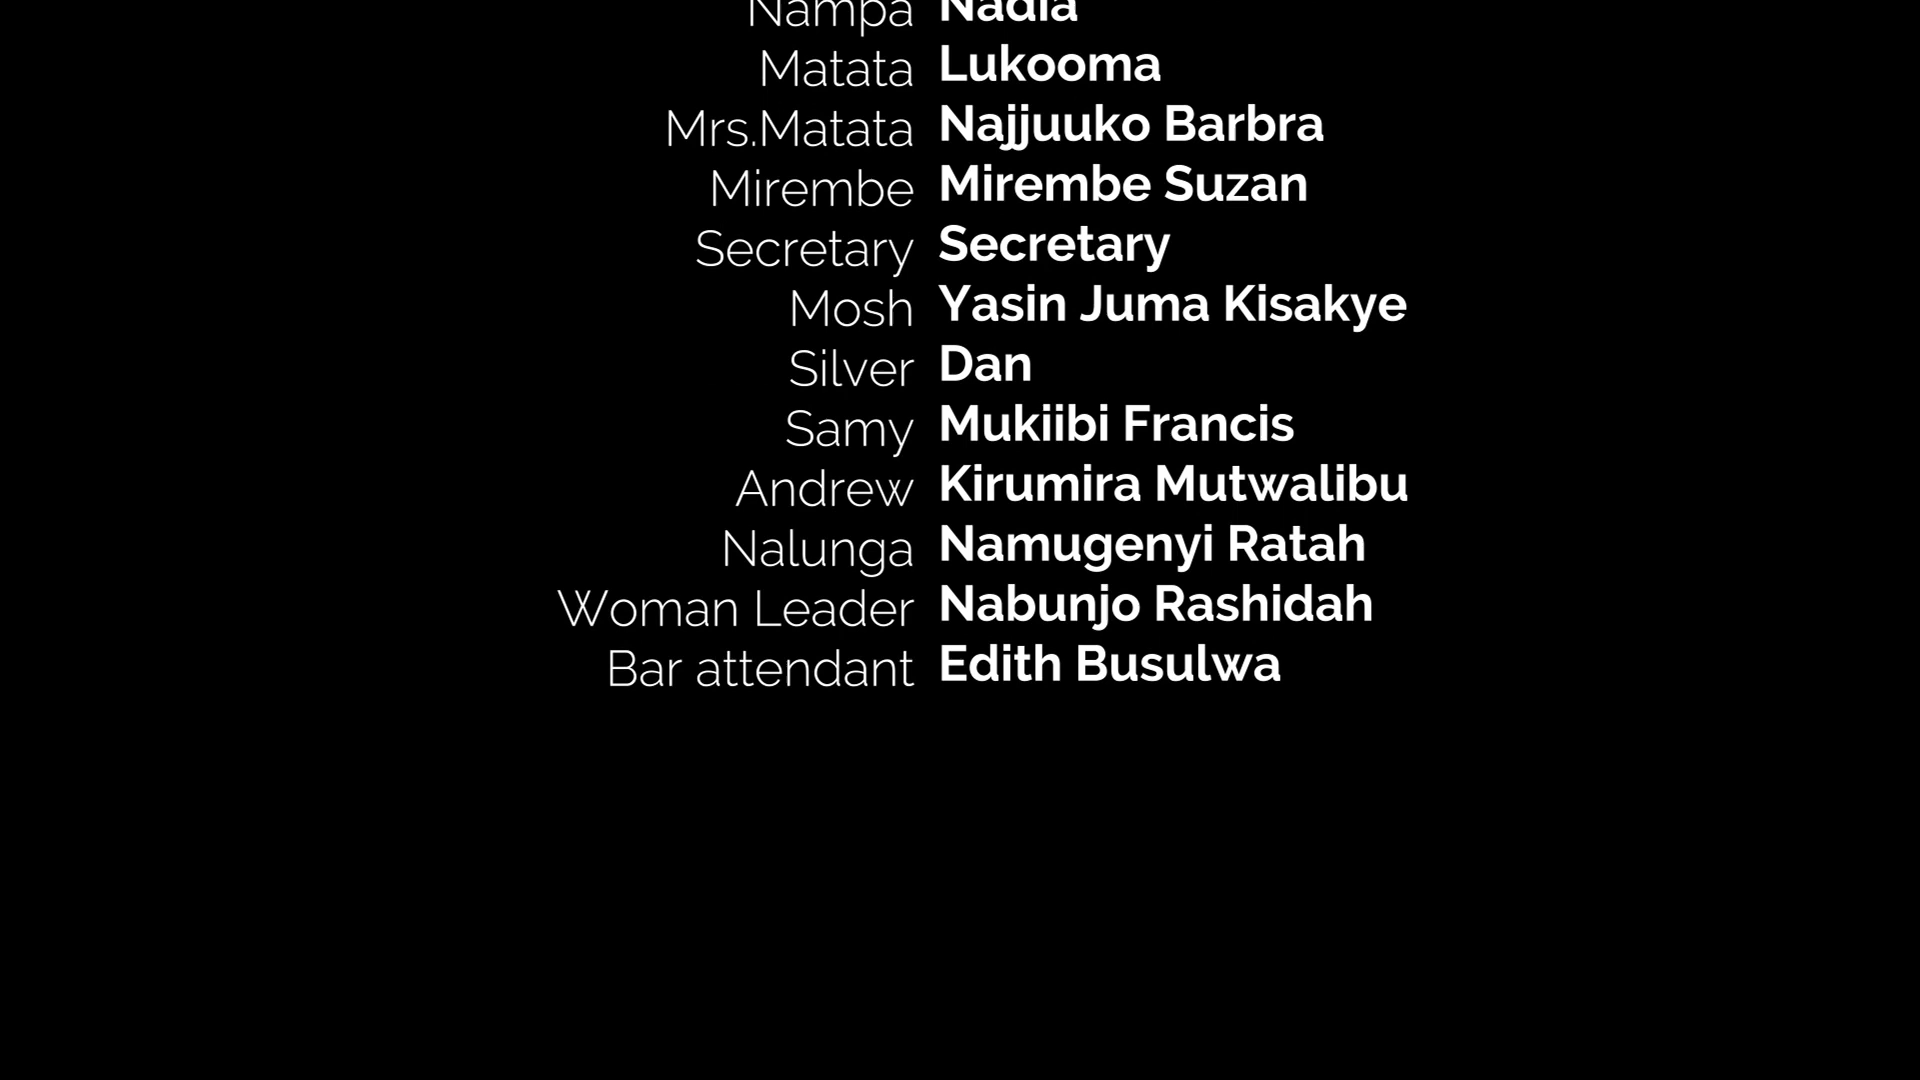 Nampa Nadia
Matata Lukooma
Mrs.Matata Najjuuko Barbra
Mirembe Mirembe Suzan
Secretary Secretary
Mosh Yasin Juma Kisakye
Silver Dan
Samy Mukiibi Francis
Andrew Kirumira Mutwalibu
Nalunga Namugenyi Ratah
Woman Leader Nabunjo Rashidah
Bar attendant Edith Busulwa